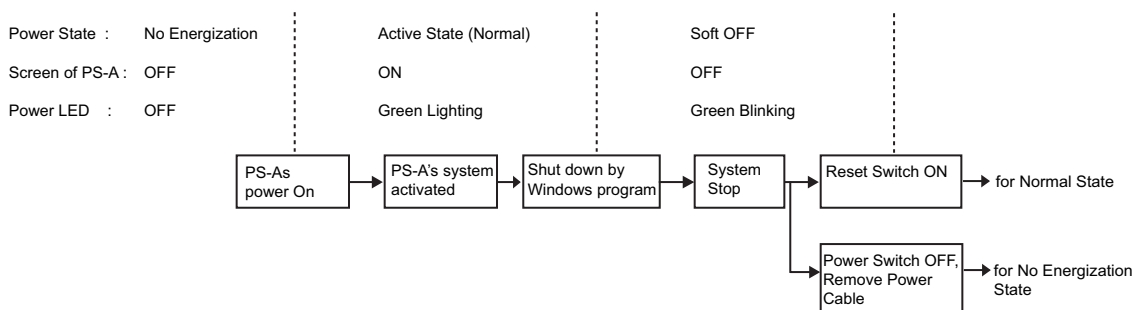 Power State : No Energization Active State (Normal) Soft OFF
Screen of PS-A : OFF ON OFF
Power LED : OFF Green Lighting Green Blinking
PS-As
power On
PS-A's system
activated
Shut down by
Windows program
System
Stop
Reset Switch ON
for Normal State
Power Switch OFF,
Remove Power
Cable
for No Energization
State